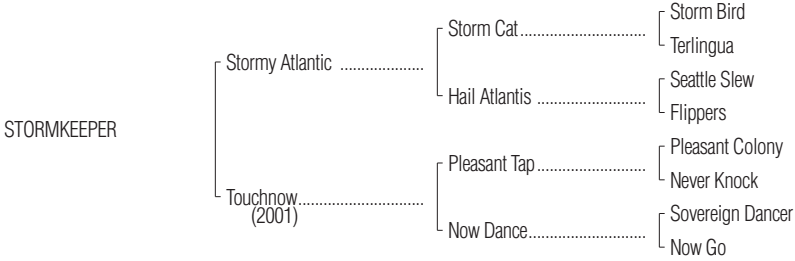 Storm Bird
Storm Cat..............................
Terlingua
Stormy Atlantic ....................
Seattle Slew
Hail Atlantis ..........................
Flippers
STORMKEEPER
Pleasant Colony
Pleasant Tap..........................
Never Knock
Touchnow..............................
(2001)
Sovereign Dancer
Now Dance............................
Now Go